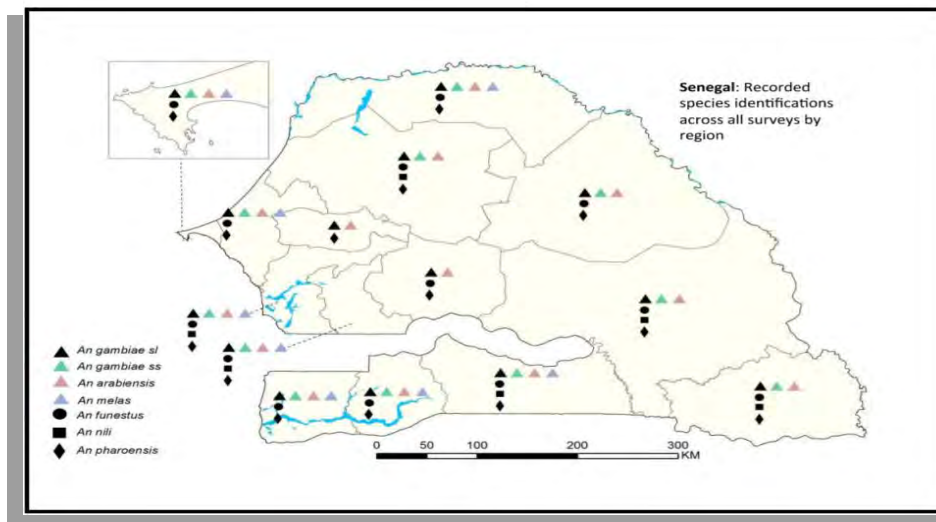 Senegal: Recorded
species identifications
across all surveys by
region
An gambiae sl
An gambiae ss
An arabiensis
An melas
An funestus
An nili
An pharoensis
0 50 100 200 300
KM